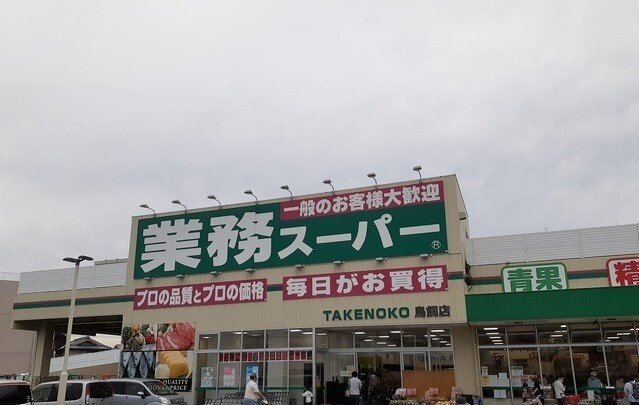 一般のお客様大歓迎
業務スーパー®
プロの品質とプロの価格
毎日がお買得
TAKENOKO 鳥飼店
青果
精
QUALITY